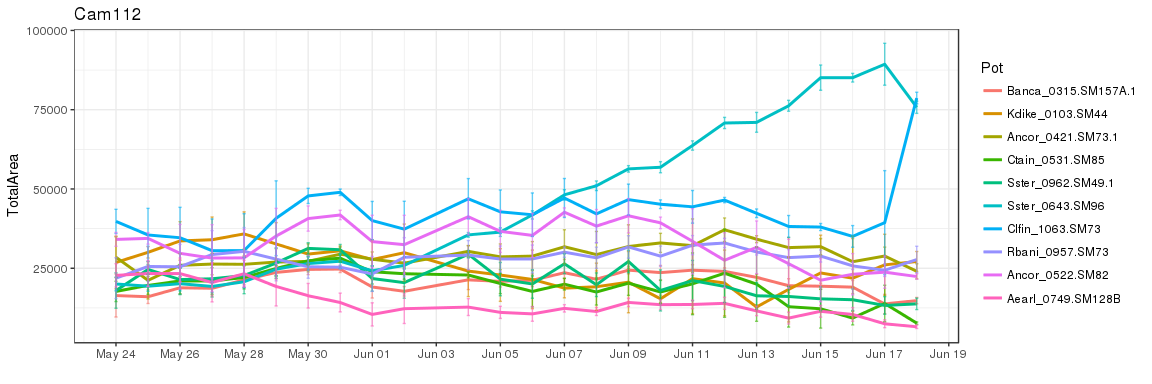 Cam112
TotalArea
100000
75000
50000
25000
May 24
May 26
May 28
May 30
Jun 01
Jun 03
Jun 05
Jun 07
Jun 09
Jun 11
Jun 13
Jun 15
Jun 17
Jun 19
Pot
Banca_0315.SM157A.1
Kdike_0103.SM44
Ancor_0421.SM73.1
Ctain_0531.SM85
Sster_0962.SM49.1
Sster_0643.SM96
Clfin_1063.SM73
Rbani_0957.SM73
Ancor_0522.SM82
Aearl_0749.SM128B